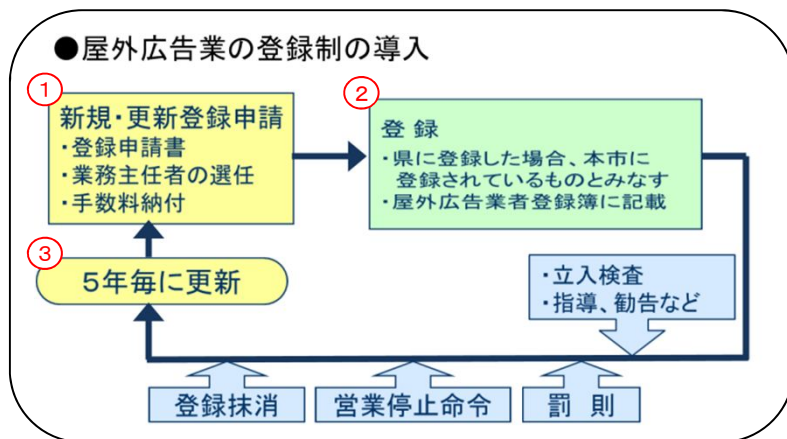 ●屋外広告業の登録制の導入
①
新規・更新登録申請
・登録申請書
・業務主任者の選任
・手数料納付
②
登 録
・県に登録した場合、本市に
登録されているものとみなす
・屋外広告業者登録簿に記載
③
5年毎に更新
・立入検査
・指導、勧告など
登録抹消
営業停止命令
罰 則